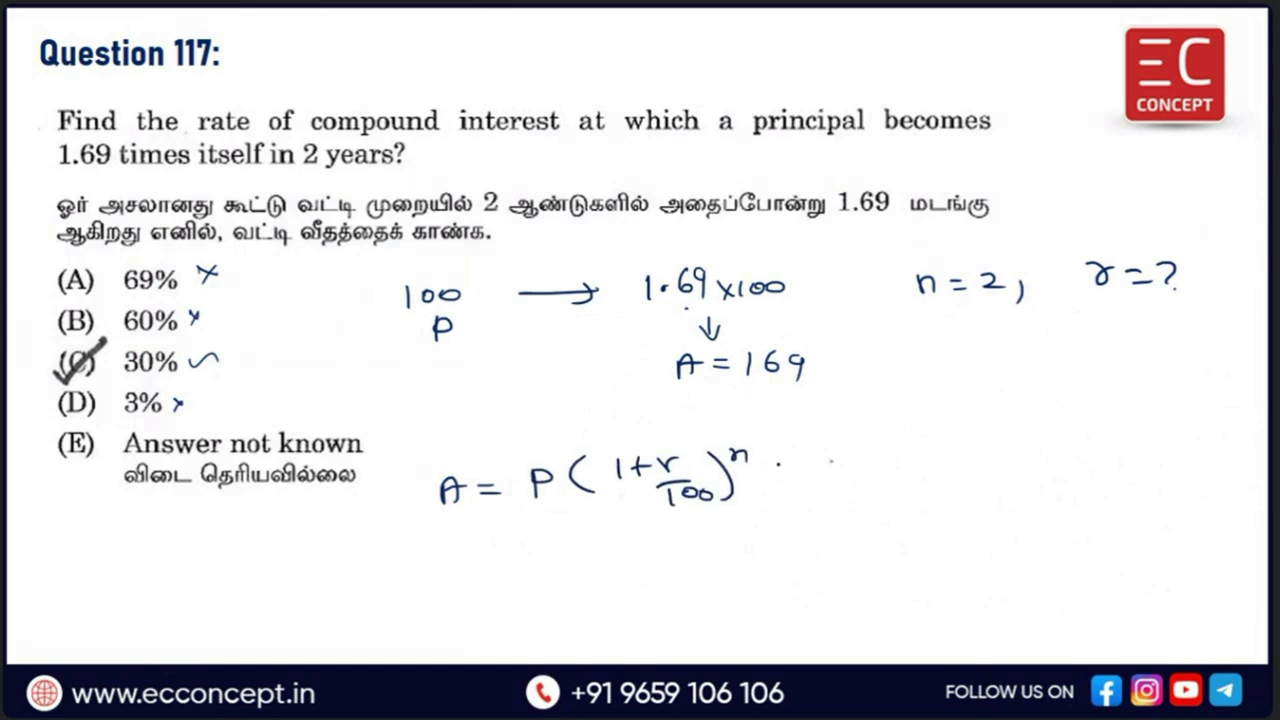 Question 117:
EC
CONCEPT
Find the rate of compound interest at which a principal becomes
1.69 times itself in 2 years?
ஓர் அசலானது கூட்டு வட்டி முறையில் 2 ஆண்டுகளில் அதைப்போன்று 1.69 மடங்கு
ஆகிறது எனில், வட்டி வீதத்தைக் காண்க.
(A) 69% ×
(B) 60% ×
(C) 30%
(D) 3% ×
(E) Answer not known
விடை தெரியவில்லை
100 → 1.69×100 n = 2, r = ?
P ↓
A = 169
A = P(1+r/100)^n
www.ecconcept.in +91 9659 106 106 FOLLOW US ON